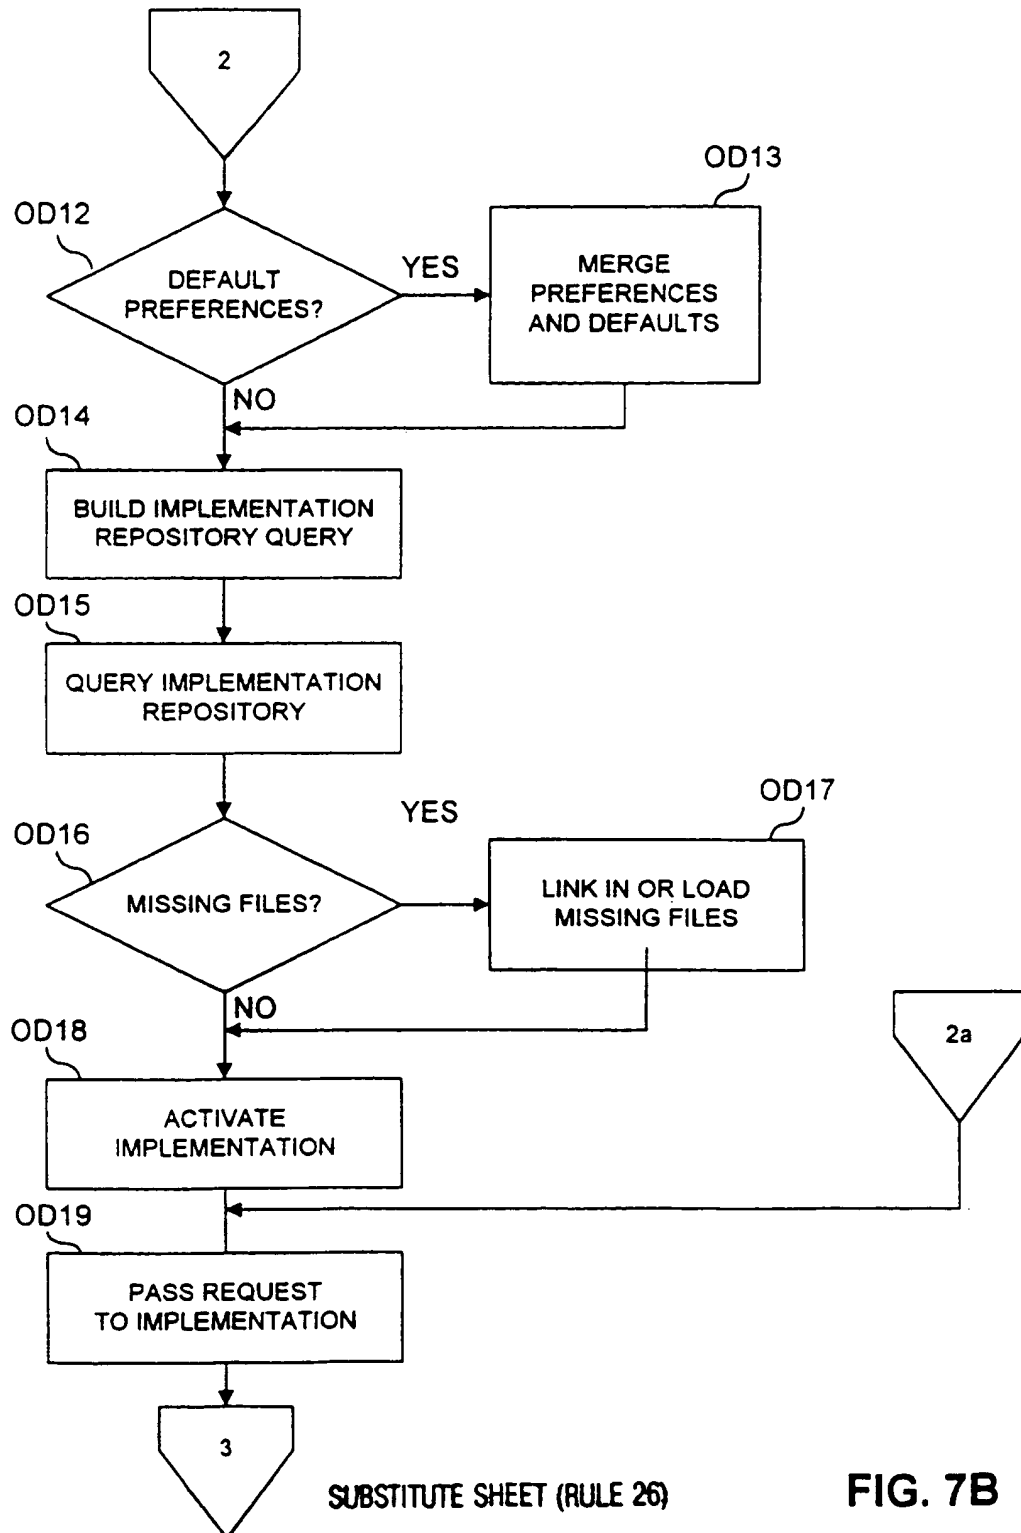 2
OD13
OD12
DEFAULT
PREFERENCES?
YES
MERGE
PREFERENCES
AND DEFAULTS
NO
OD14
BUILD IMPLEMENTATION
REPOSITORY QUERY
OD15
QUERY IMPLEMENTATION
REPOSITORY
YES
OD17
OD16
MISSING FILES?
LINK IN OR LOAD
MISSING FILES
NO
OD18
2a
ACTIVATE
IMPLEMENTATION
OD19
PASS REQUEST
TO IMPLEMENTATION
3
SUBSTITUTE SHEET (RULE 26)
FIG. 7B